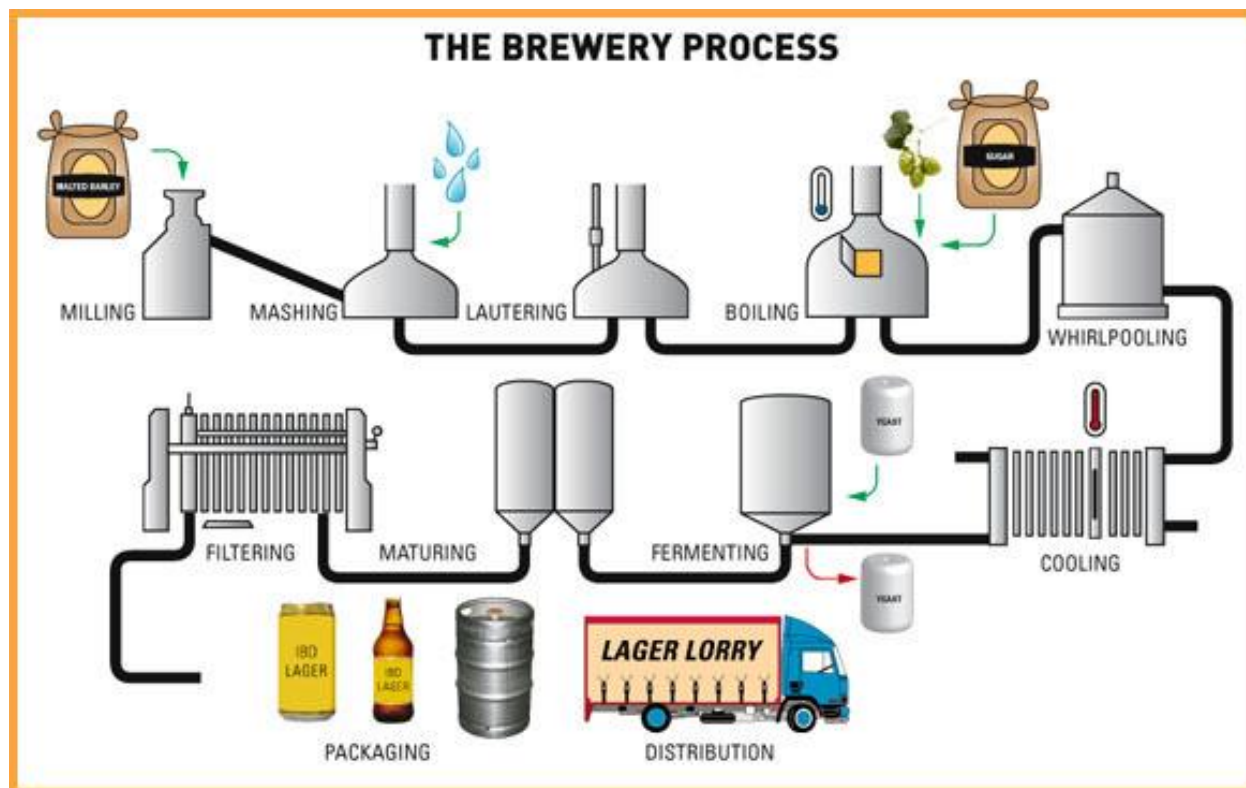 THE BREWERY PROCESS
MALTED BARLEY
SUGAR
MILLING
MASHING
LAUTERING
BOILING
WHIRLPOOLING
YEAST
FILTERING
MATURING
FERMENTING
COOLING
YEAST
IBD
LAGER
IBD
LAGER
LAGER LORRY
PACKAGING
DISTRIBUTION